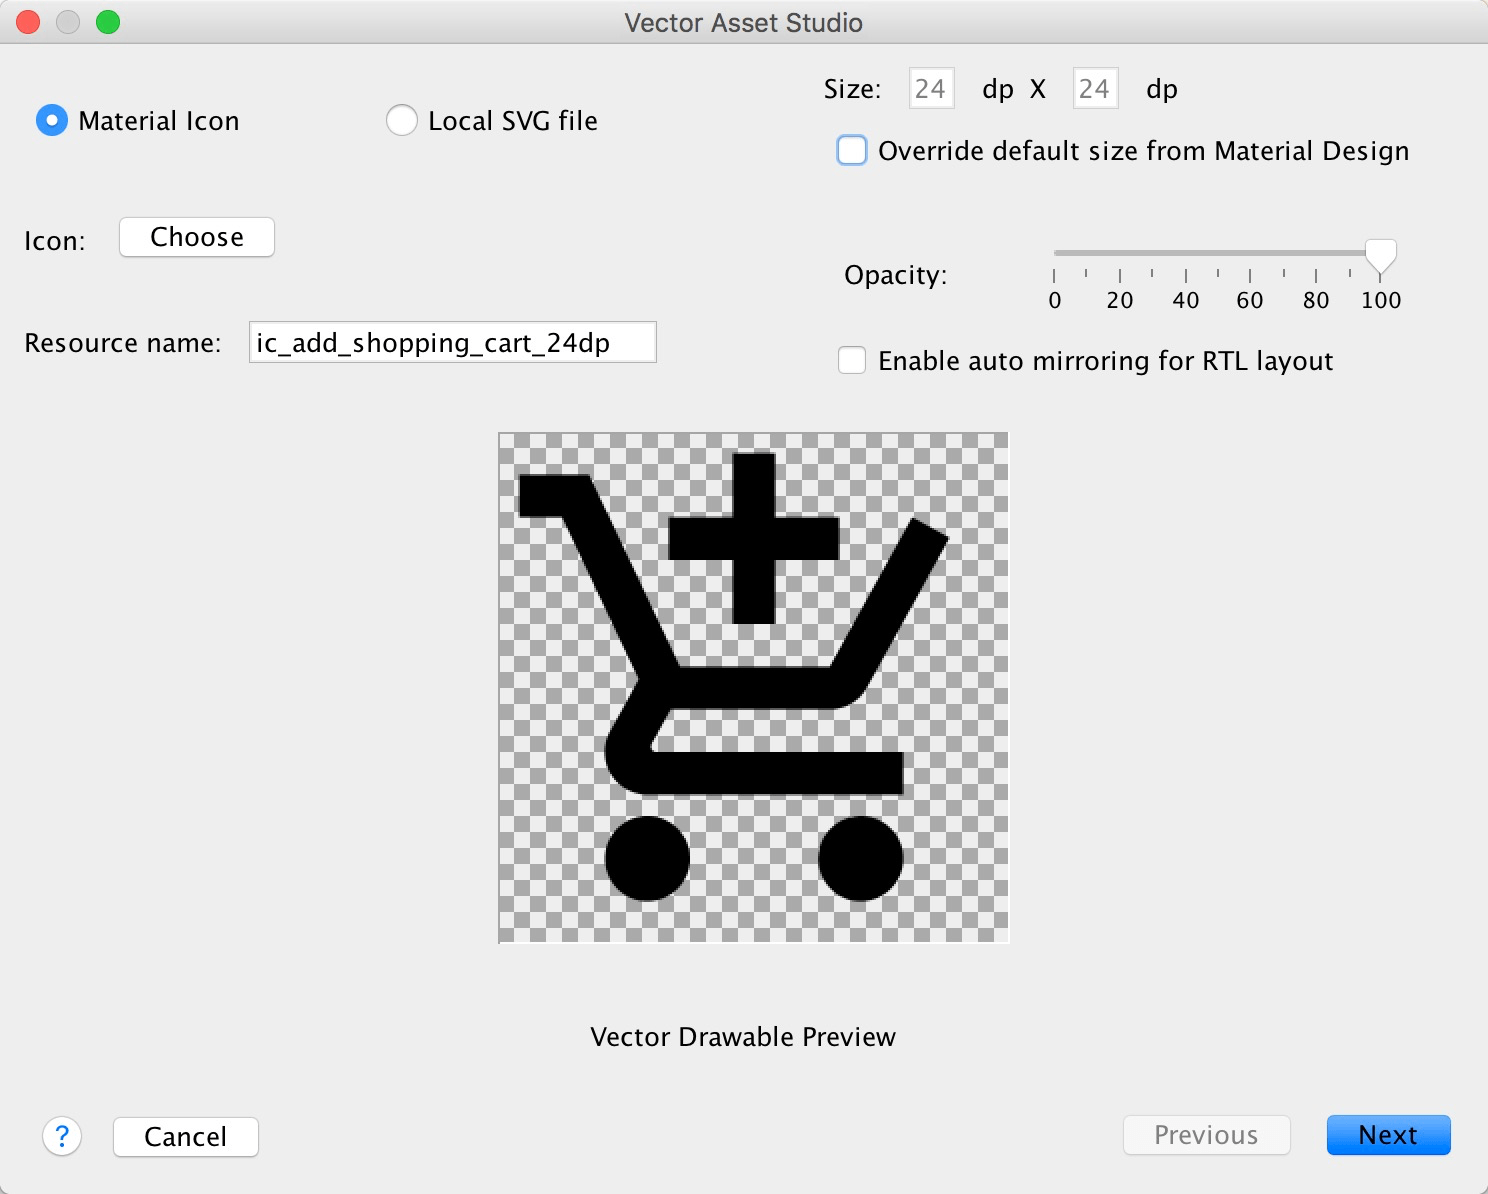 Vector Asset Studio
Material Icon
Local SVG file
Size: 24 dp X 24 dp
Override default size from Material Design
Icon: Choose
Opacity:
0 20 40 60 80 100
Resource name: ic_add_shopping_cart_24dp
Enable auto mirroring for RTL layout
Vector Drawable Preview
? Cancel Previous Next